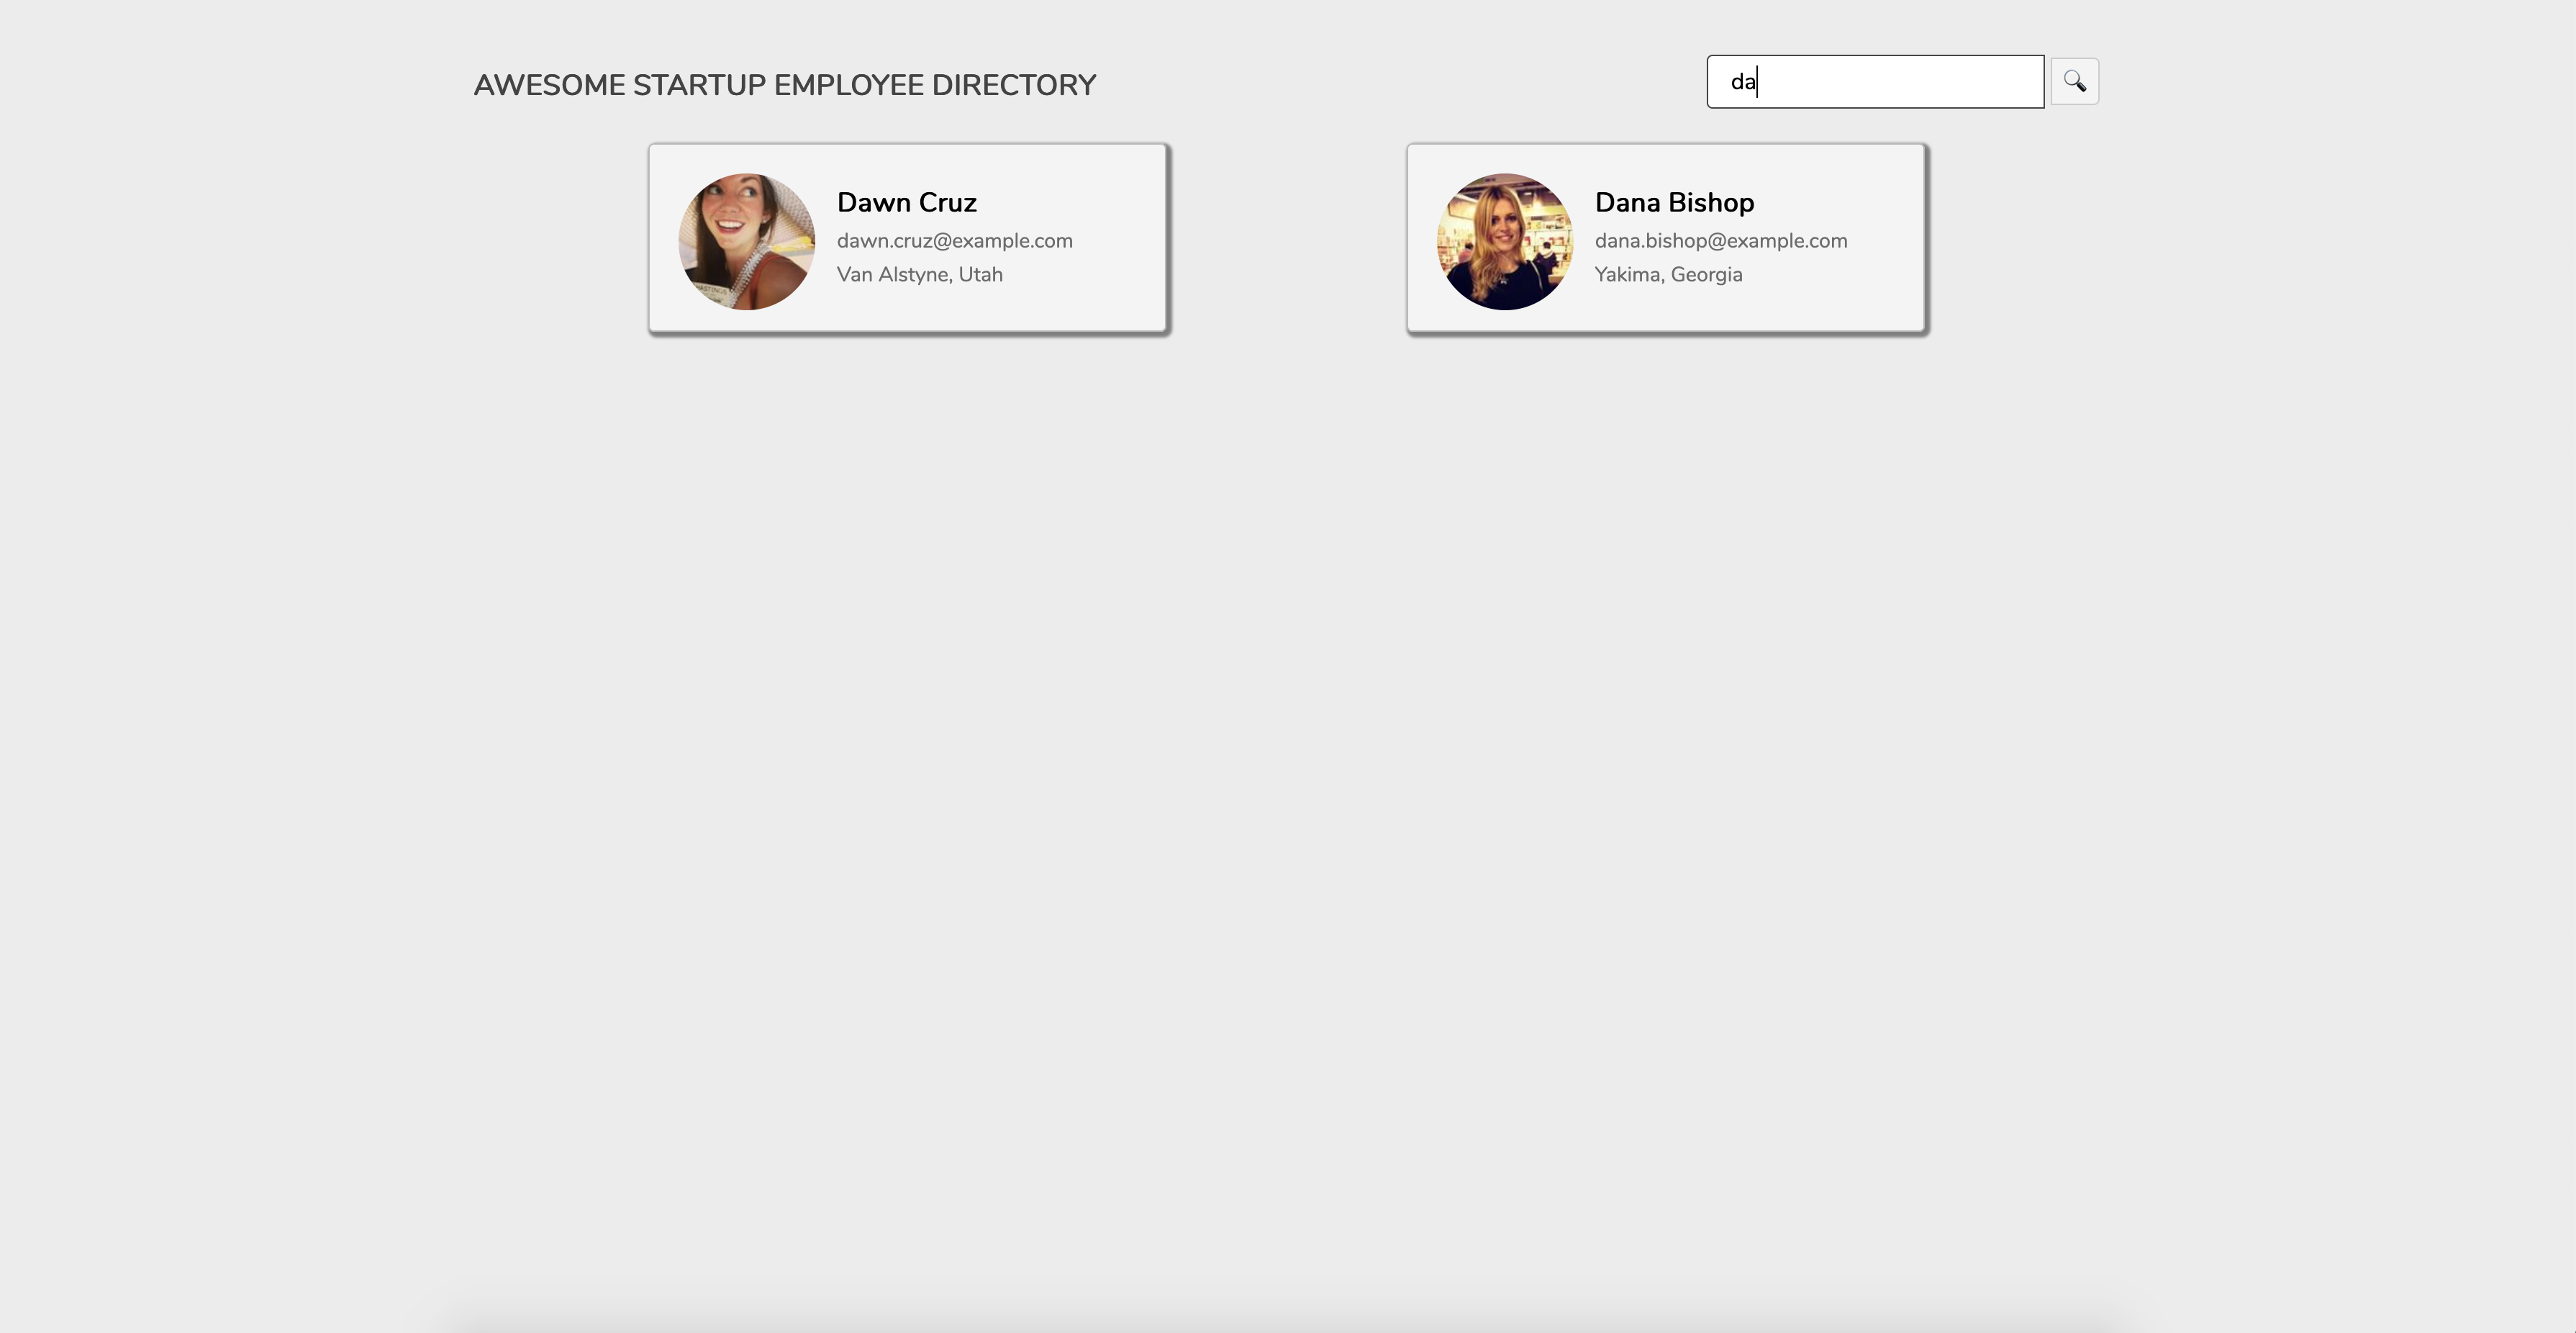 AWESOME STARTUP EMPLOYEE DIRECTORY
da
Dawn Cruz
dawn.cruz@example.com
Van Alstyne, Utah
Dana Bishop
dana.bishop@example.com
Yakima, Georgia